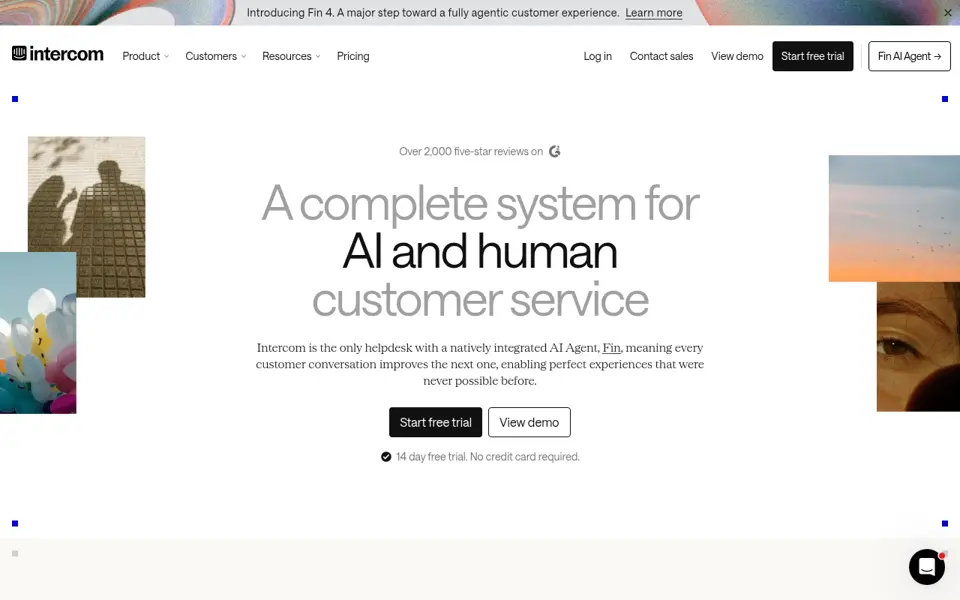 Introducing Fin 4. A major step toward a fully agentic customer experience. Learn more
intercom
Product
Customers
Resources
Pricing
Log in
Contact sales
View demo
Start free trial
Fin AI Agent →
Over 2,000 five-star reviews on
A complete system for
AI and human
customer service
Intercom is the only helpdesk with a natively integrated AI Agent, Fin, meaning every
customer conversation improves the next one, enabling perfect experiences that were
never possible before.
Start free trial
View demo
14 day free trial. No credit card required.